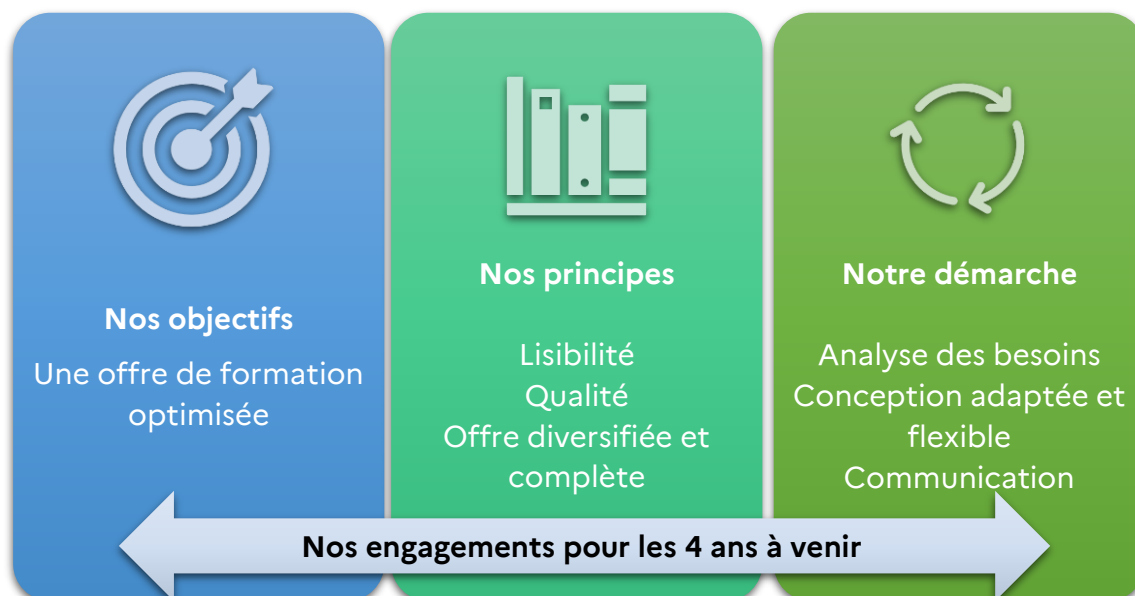 Nos objectifs
Une offre de formation
optimisée
Nos principes
Lisibilité
Qualité
Offre diversifiée et
complète
Notre démarche
Analyse des besoins
Conception adaptée et
flexible
Communication
Nos engagements pour les 4 ans à venir